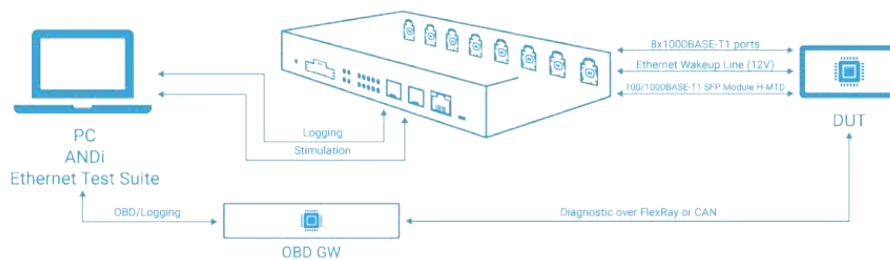 8x1000BASE-T1 ports
Ethernet Wakeup Line (12V)
100/1000BASE-T1 SFP Module H-MTD
DUT
Logging
Stimulation
PC
ANDi
Ethernet Test Suite
OBD/Logging
Diagnostic over FlexRay or CAN
OBD GW